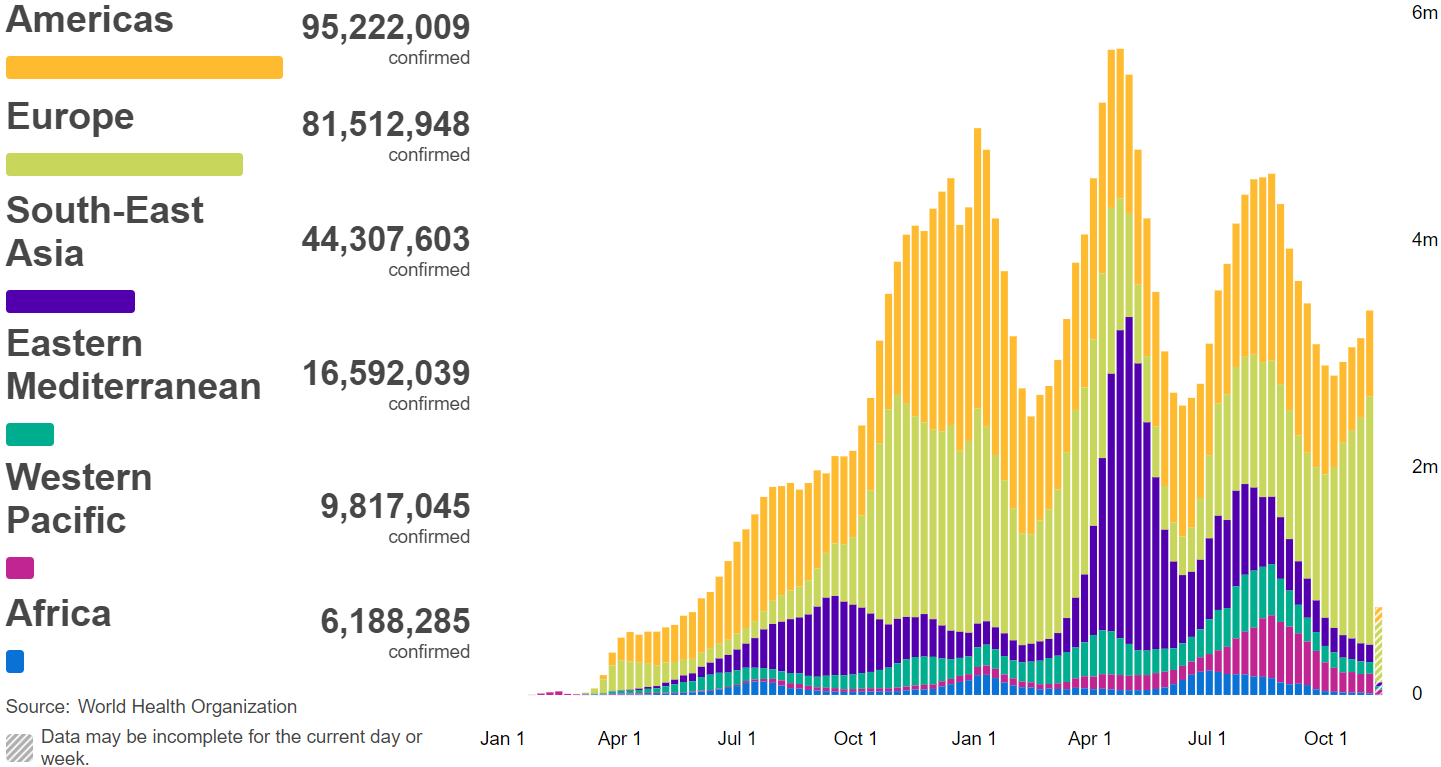 Americas
95,222,009
confirmed
Europe
81,512,948
confirmed
South-East
Asia
44,307,603
confirmed
Eastern
Mediterranean
16,592,039
confirmed
Western
Pacific
9,817,045
confirmed
Africa
6,188,285
confirmed
Source: World Health Organization
Data may be incomplete for the current day or
week.
6m
4m
2m
0
Jan 1 Apr 1 Jul 1 Oct 1 Jan 1 Apr 1 Jul 1 Oct 1